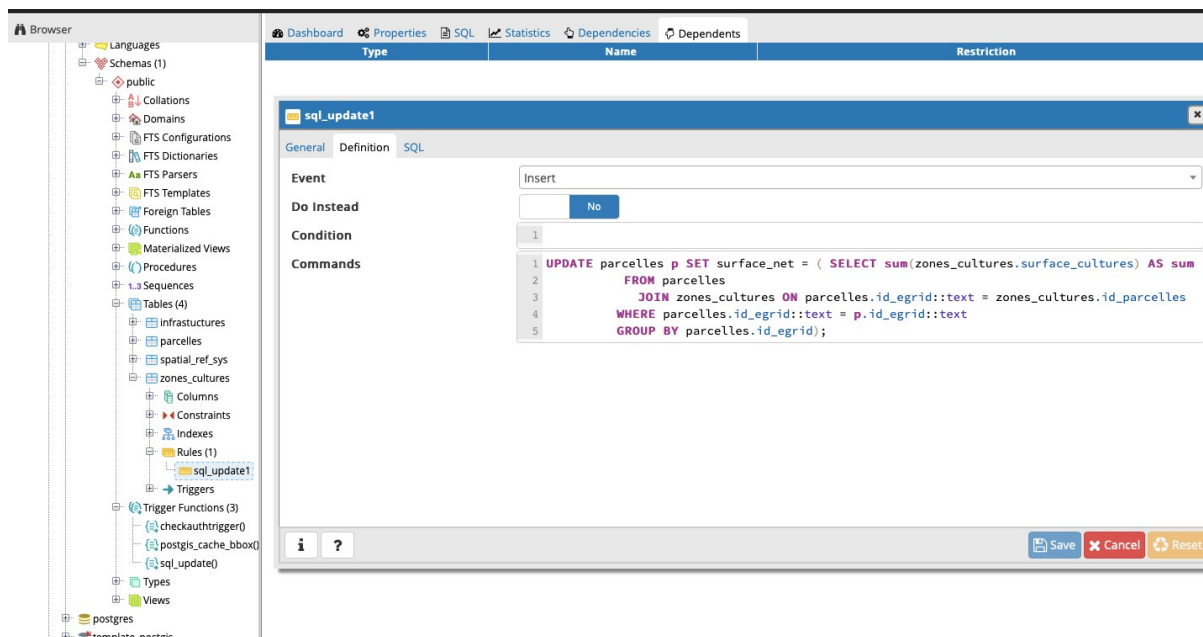 Browser
Languages
Schemas (1)
public
Collations
Domains
FTS Configurations
FTS Dictionaries
Aa FTS Parsers
FTS Templates
Foreign Tables
Functions
Materialized Views
Procedures
1..3 Sequences
Tables (4)
infrastuctures
parcelles
spatial_ref_sys
zones_cultures
Columns
Constraints
Indexes
Rules (1)
sql_update1
Triggers
Trigger Functions (3)
checkauthtrigger()
postgis_cache_bbox()
sql_update()
Types
Views
postgres
template_postgis
Dashboard Properties SQL Statistics Dependencies Dependents
Type Name Restriction
sql_update1
General Definition SQL
Event Insert
Do Instead No
Condition 1
Commands
1 UPDATE parcelles p SET surface_net = ( SELECT sum(zones_cultures.surface_cultures) AS sum
2 FROM parcelles
3 JOIN zones_cultures ON parcelles.id_egrid::text = zones_cultures.id_parcelles
4 WHERE parcelles.id_egrid::text = p.id_egrid::text
5 GROUP BY parcelles.id_egrid);
i ? Save Cancel Reset